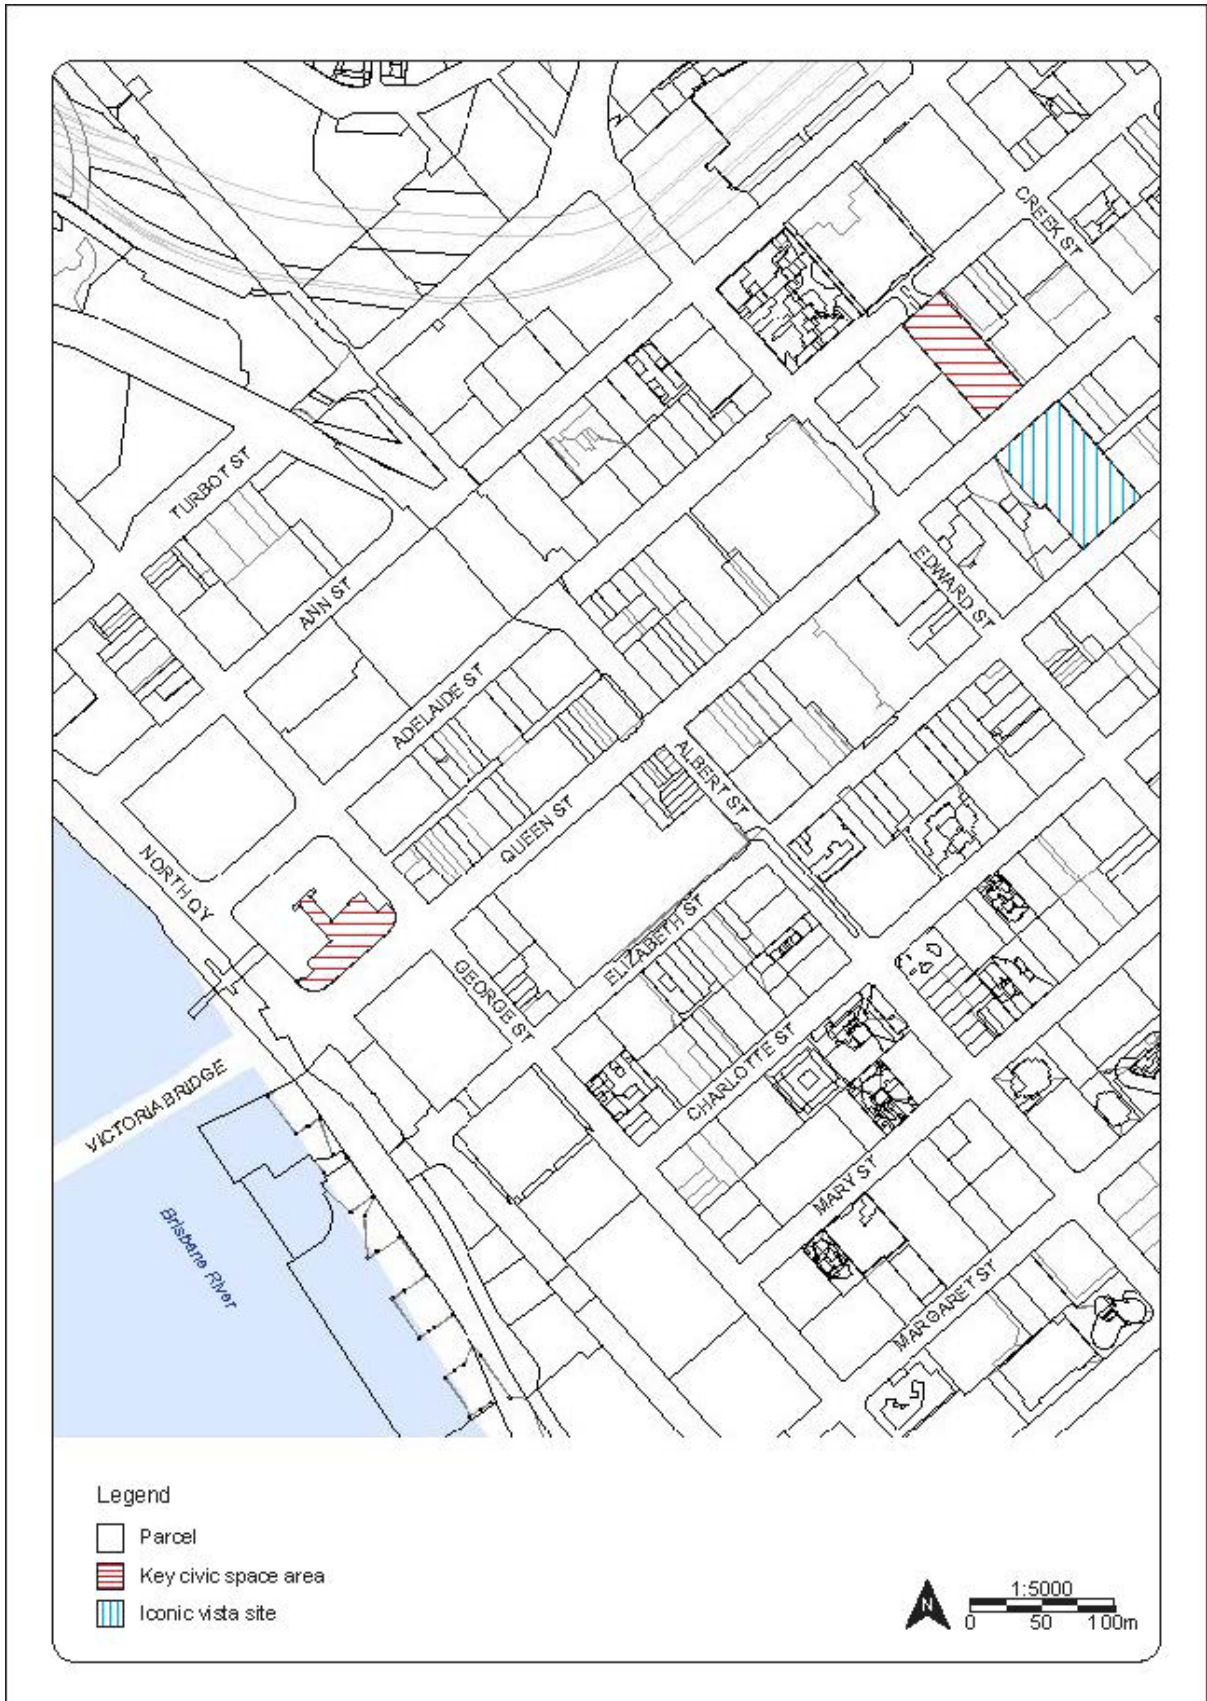 CREEK ST
TURBOT ST
ANN ST
EDWARD ST
ADELAIDE ST
ALBERT ST
QUEEN ST
NORTH QY
ELIZABETH ST
GEORGE ST
CHARLOTTE ST
VICTORIA BRIDGE
MARY ST
Brisbane River
MARGARET ST
Legend
Parcel
Key civic space area
Iconic vista site
N
1:5000
0 50 100m